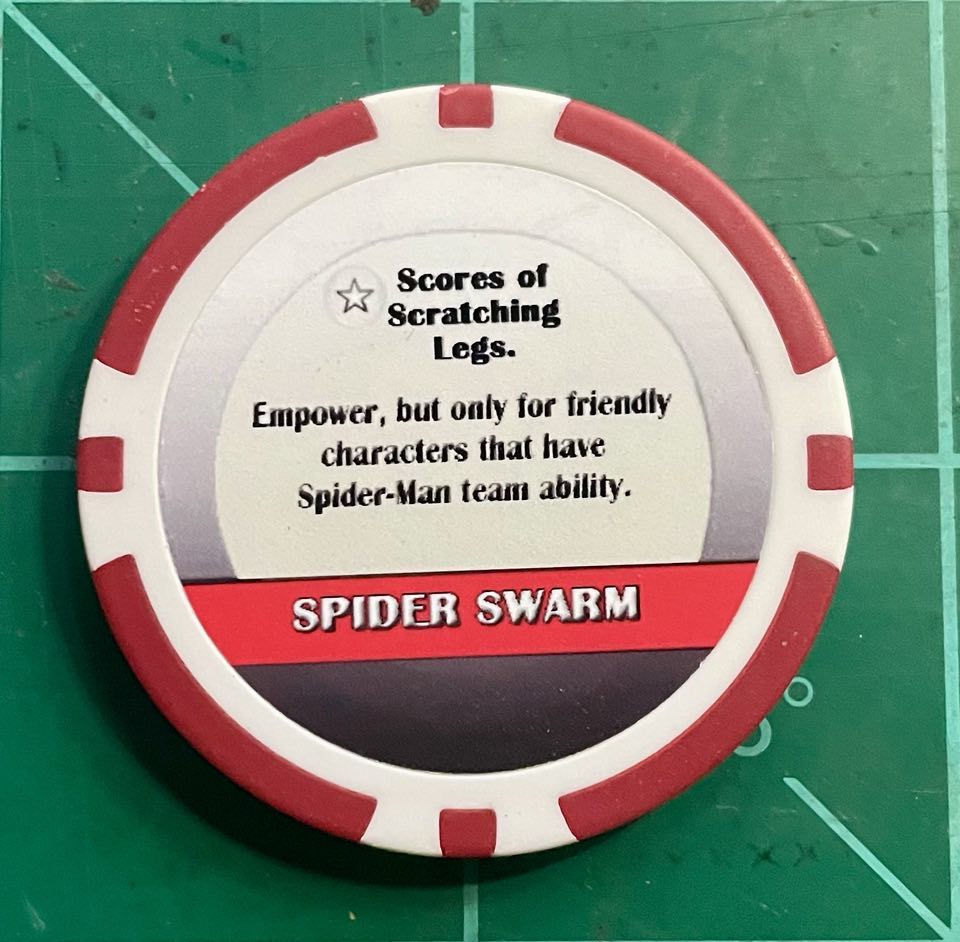 Scores of
Scratching
Legs.
Empower, but only for friendly
characters that have
Spider-Man team ability.
SPIDER SWARM